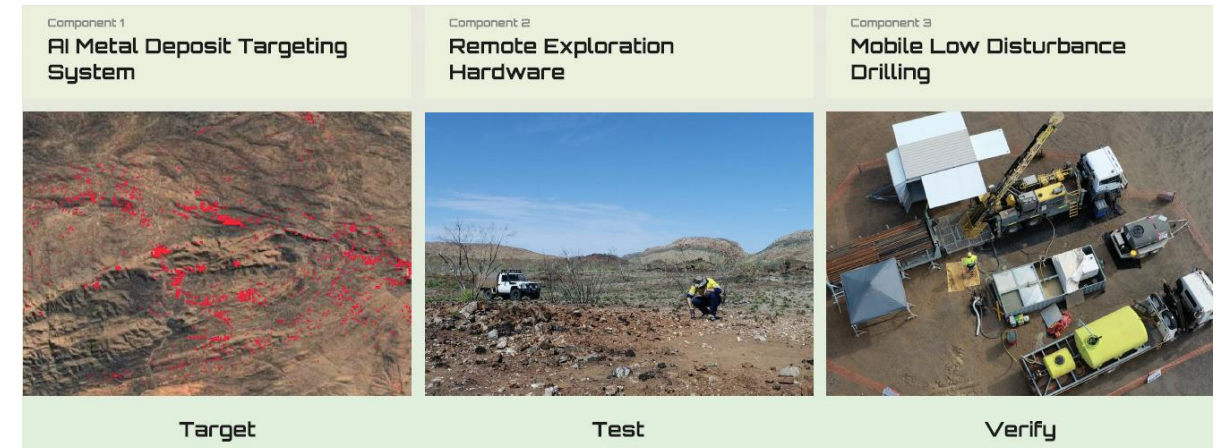 Component 1
AI Metal Deposit Targeting
System
Component 2
Remote Exploration
Hardware
Component 3
Mobile Low Disturbance
Drilling
Target
Test
Verify